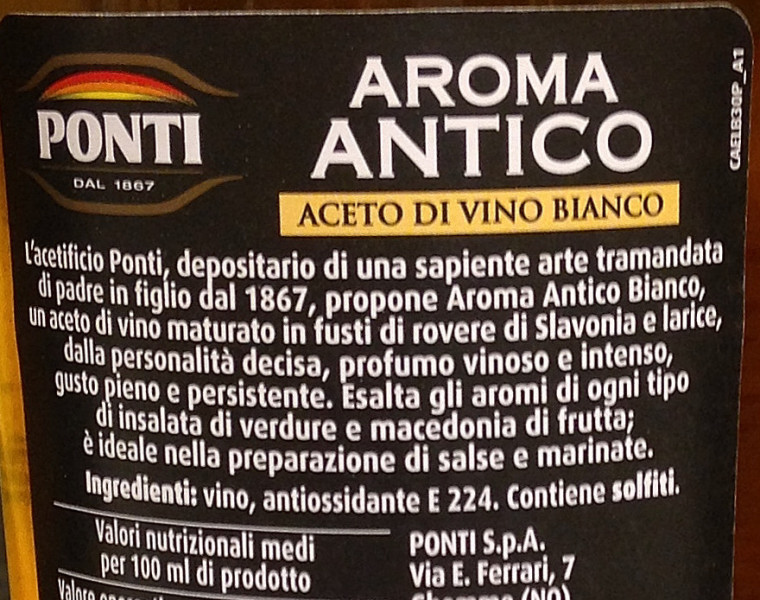 PONTI
DAL 1867
AROMA
ANTICO
ACETO DI VINO BIANCO
CAELB30P_A1
L'acetificio Ponti, depositario di una sapiente arte tramandata
di padre in figlio dal 1867, propone Aroma Antico Bianco,
un aceto di vino maturato in fusti di rovere di Slavonia e larice,
dalla personalità decisa, profumo vinoso e intenso,
gusto pieno e persistente. Esalta gli aromi di ogni tipo
di insalata di verdure e macedonia di frutta;
è ideale nella preparazione di salse e marinate.
Ingredienti: vino, antiossidante E 224. Contiene solfiti.
Valori nutrizionali medi
per 100 ml di prodotto
Valore
PONTI S.p.A.
Via E. Ferrari, 7
(NO)